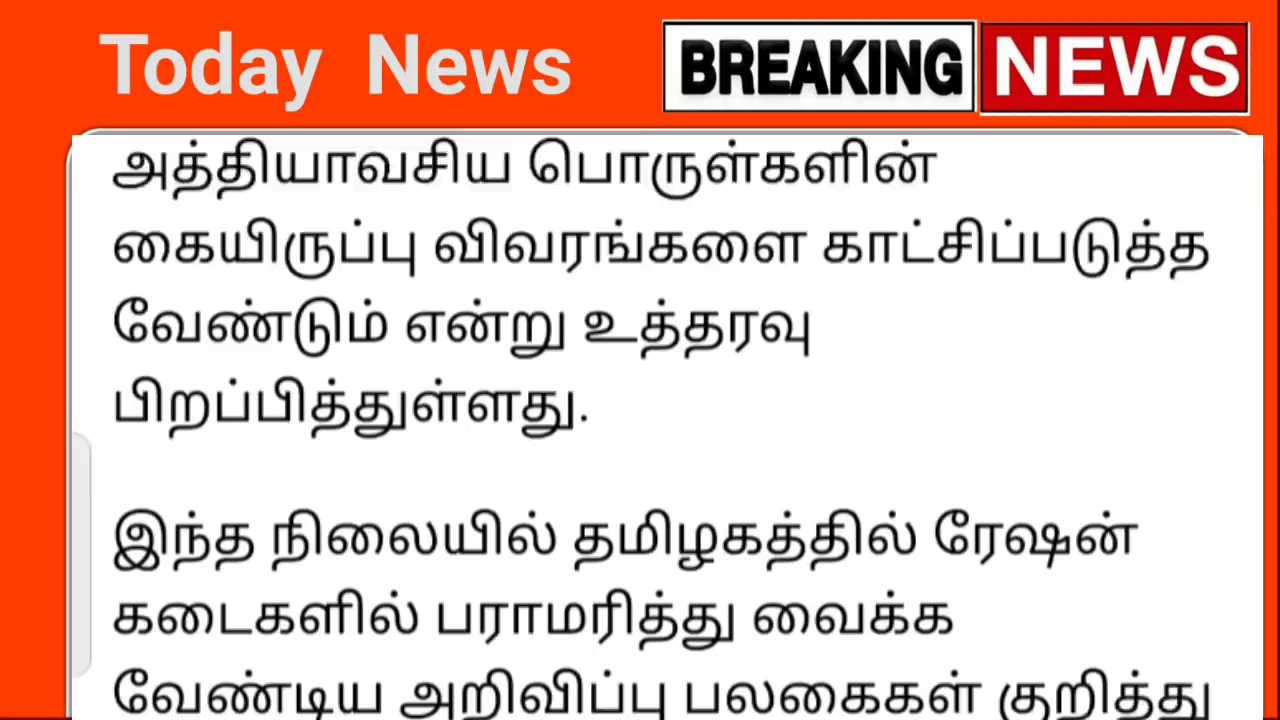 Today News
BREAKING NEWS
அத்தியாவசிய பொருள்களின்
கையிருப்பு விவரங்களை காட்சிப்படுத்த
வேண்டும் என்று உத்தரவு
பிறப்பித்துள்ளது.
இந்த நிலையில் தமிழகத்தில் ரேஷன்
கடைகளில் பராமரித்து வைக்க
வேண்டிய அறிவிப்பு பலகைகள் குறித்து